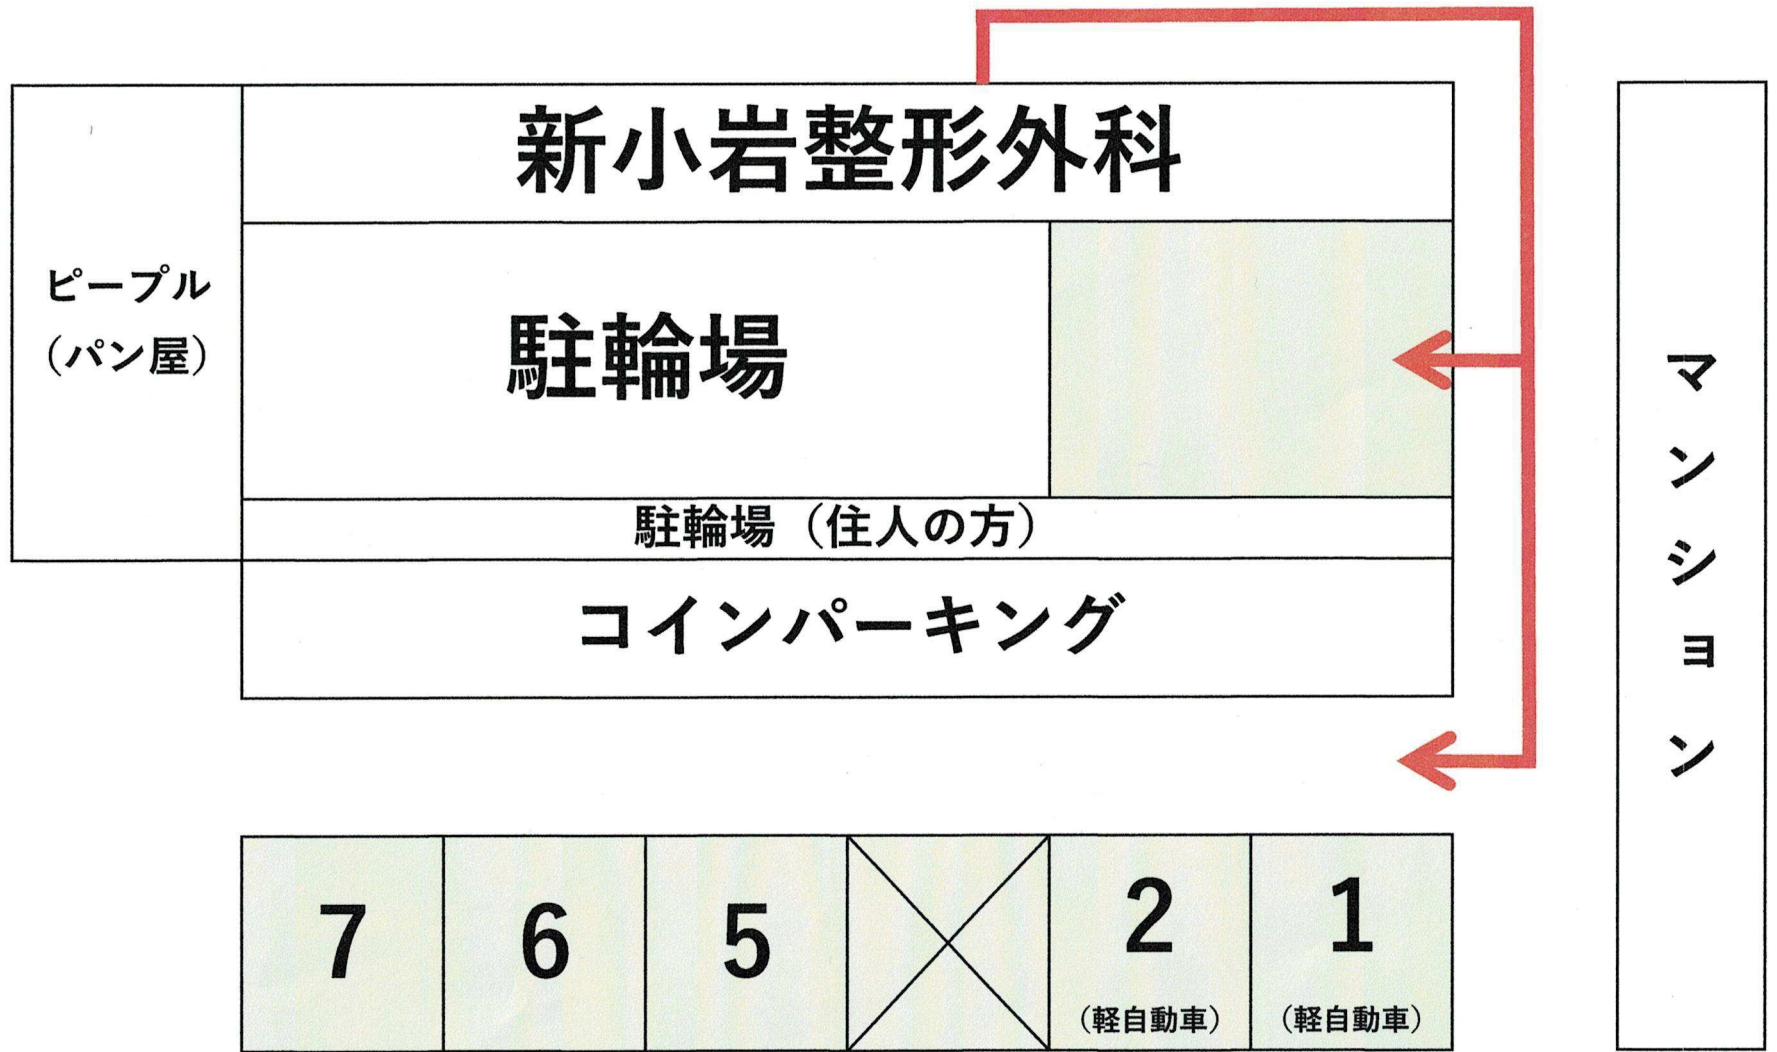 新小岩整形外科
ピープル
（パン屋）
駐輪場
駐輪場（住人の方）
コインパーキング
マンション
7
6
5
2
（軽自動車）
1
（軽自動車）